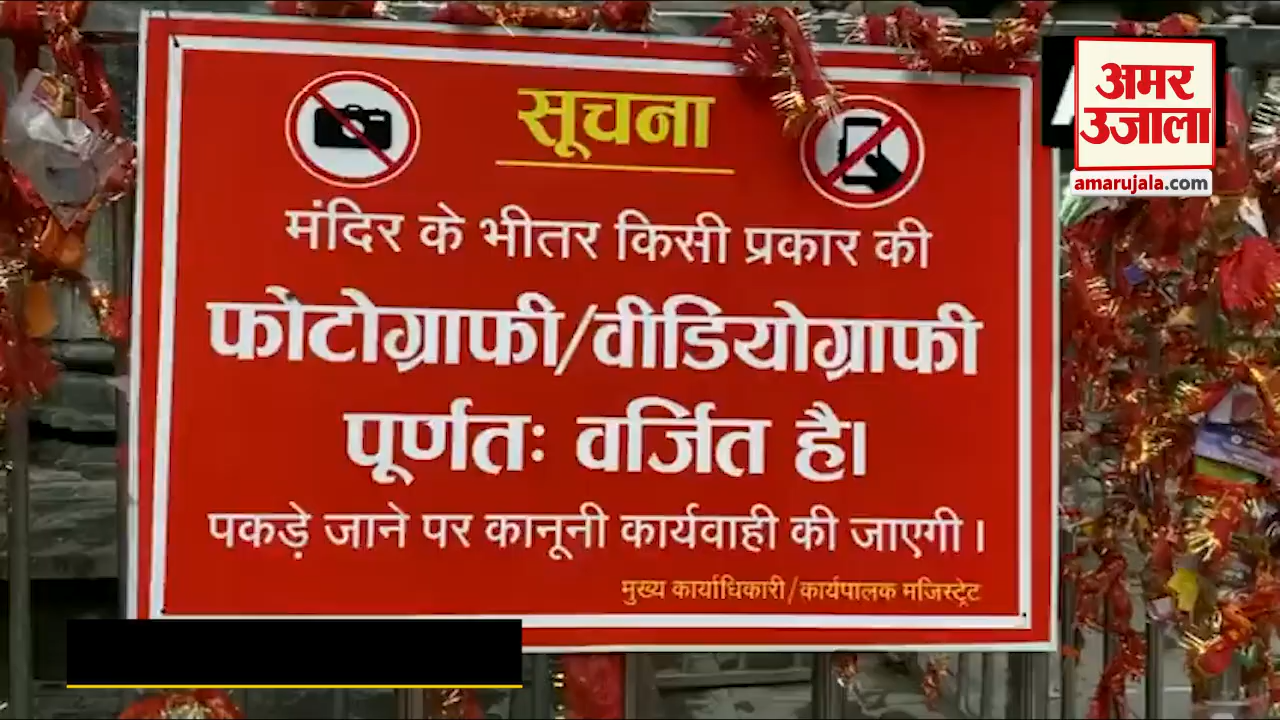 सूचना
मंदिर के भीतर किसी प्रकार की
फोटोग्राफी/वीडियोग्राफी
पूर्णतः वर्जित है।
पकड़े जाने पर कानूनी कार्यवाही की जाएगी।
मुख्य कार्याधिकारी/कार्यपालक मजिस्ट्रेट
अमर
उजाला
amarujala.com